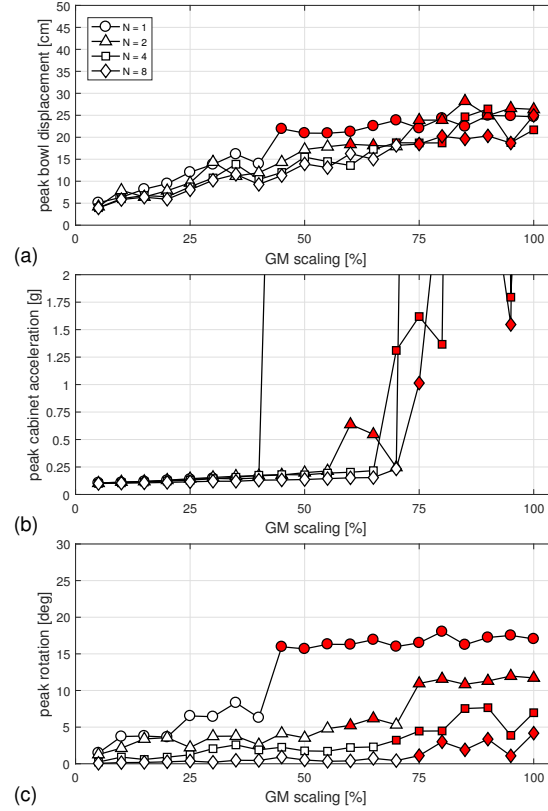 50
45
40
35
30
25
20
15
10
5
0
peak bowl displacement [cm]
N = 1
N = 2
N = 4
N = 8
0 25 50 75 100
GM scaling [%]
(a)
2
1.75
1.5
1.25
1
0.75
0.5
0.25
0
peak cabinet acceleration [g]
0 25 50 75 100
GM scaling [%]
(b)
30
25
20
15
10
5
0
peak rotation [deg]
0 25 50 75 100
GM scaling [%]
(c)